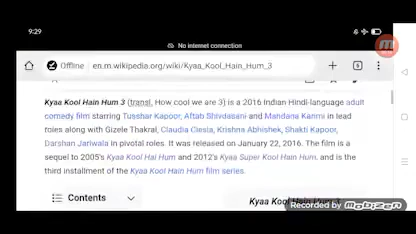 9:29
No internet connection
Offline en.m.wikipedia.org/wiki/Kyaa_Kool_Hain_Hum_3
Kyaa Kool Hain Hum 3 (transl. How cool we are 3) is a 2016 Indian Hindi-language adult
comedy film starring Tusshar Kapoor, Aftab Shivdasani and Mandana Karimi in lead
roles along with Gizele Thakral, Claudia Ciesla, Krishna Abhishek, Shakti Kapoor,
Darshan Jariwala in pivotal roles. It was released on January 22, 2016. The film is a
sequel to 2005's Kyaa Kool Hai Hum and 2012's Kyaa Super Kool Hain Hum. and is the
third installment of the Kyaa Kool Hain Hum film series.
Contents
Kyaa Kool Hain Hum 3
Recorded by mobizen